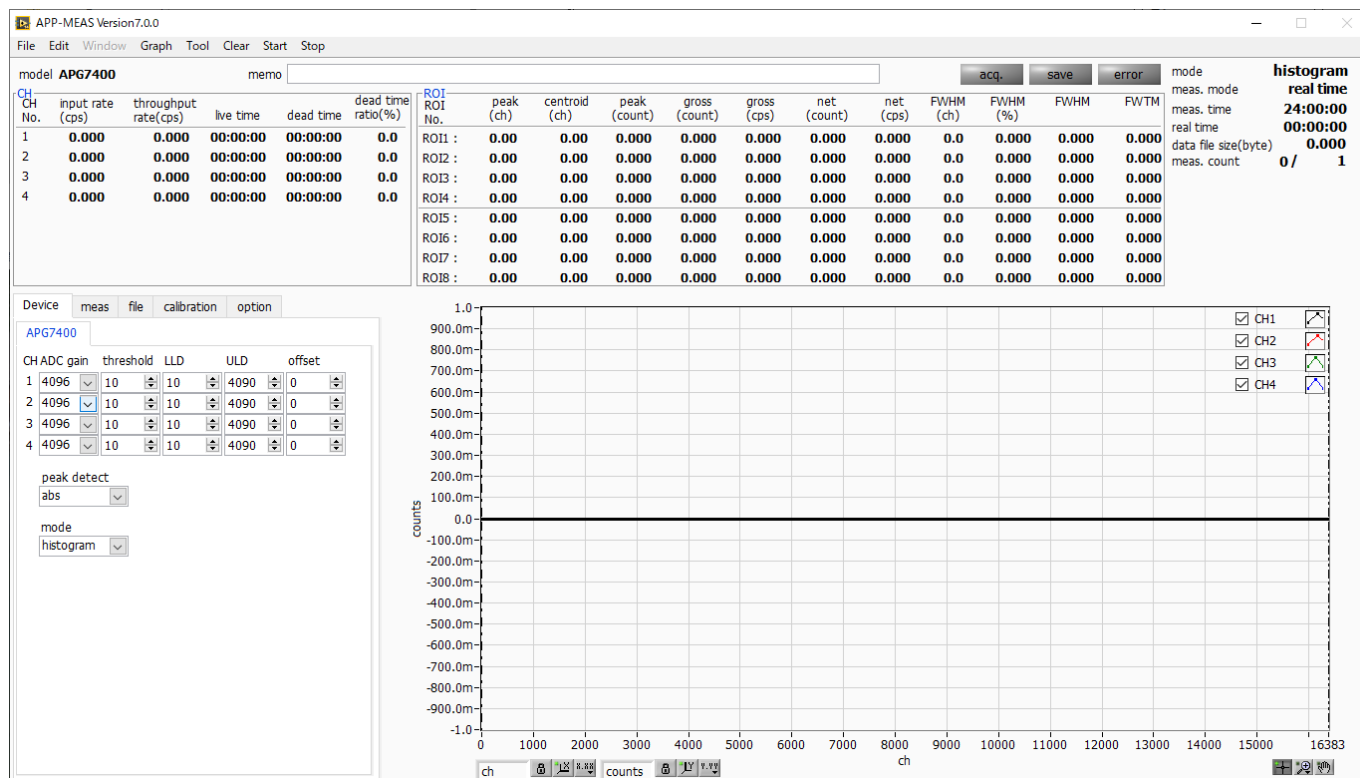 APP-MEAS Version7.0.0
File Edit Window Graph Tool Clear Start Stop
model APG7400 memo acq. save error
mode histogram
meas. mode real time
meas. time 24:00:00
real time 00:00:00
data file size(byte) 0.000
meas. count 0 / 1
CH
CH No. input rate (cps) throughput rate(cps) live time dead time dead time ratio(%)
1 0.000 0.000 00:00:00 00:00:00 0.0
2 0.000 0.000 00:00:00 00:00:00 0.0
3 0.000 0.000 00:00:00 00:00:00 0.0
4 0.000 0.000 00:00:00 00:00:00 0.0
ROI
ROI No. peak (ch) centroid (ch) peak (count) gross (count) gross (cps) net (count) net (cps) FWHM (ch) FWHM (%) FWHM FWTM
ROI1 : 0.00 0.00 0.000 0.000 0.000 0.000 0.000 0.0 0.000 0.000 0.000
ROI2 : 0.00 0.00 0.000 0.000 0.000 0.000 0.000 0.0 0.000 0.000 0.000
ROI3 : 0.00 0.00 0.000 0.000 0.000 0.000 0.000 0.0 0.000 0.000 0.000
ROI4 : 0.00 0.00 0.000 0.000 0.000 0.000 0.000 0.0 0.000 0.000 0.000
ROI5 : 0.00 0.00 0.000 0.000 0.000 0.000 0.000 0.0 0.000 0.000 0.000
ROI6 : 0.00 0.00 0.000 0.000 0.000 0.000 0.000 0.0 0.000 0.000 0.000
ROI7 : 0.00 0.00 0.000 0.000 0.000 0.000 0.000 0.0 0.000 0.000 0.000
ROI8 : 0.00 0.00 0.000 0.000 0.000 0.000 0.000 0.0 0.000 0.000 0.000
Device meas file calibration option
APG7400
CH ADC gain threshold LLD ULD offset
1 4096 10 10 4090 0
2 4096 10 10 4090 0
3 4096 10 10 4090 0
4 4096 10 10 4090 0
peak detect
abs
mode
histogram
1.0
900.0m
800.0m
700.0m
600.0m
500.0m
400.0m
300.0m
200.0m
100.0m
0.0
-100.0m
-200.0m
-300.0m
-400.0m
-500.0m
-600.0m
-700.0m
-800.0m
-900.0m
-1.0
counts
CH1
CH2
CH3
CH4
0 1000 2000 3000 4000 5000 6000 7000 8000 9000 10000 11000 12000 13000 14000 15000 16383
ch
ch X X.XX counts Y Y.YY